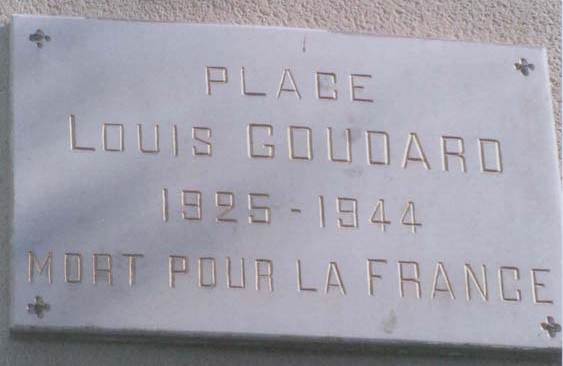 PLACE
LOUIS GOUDARD
1925-1944
MORT POUR LA FRANCE